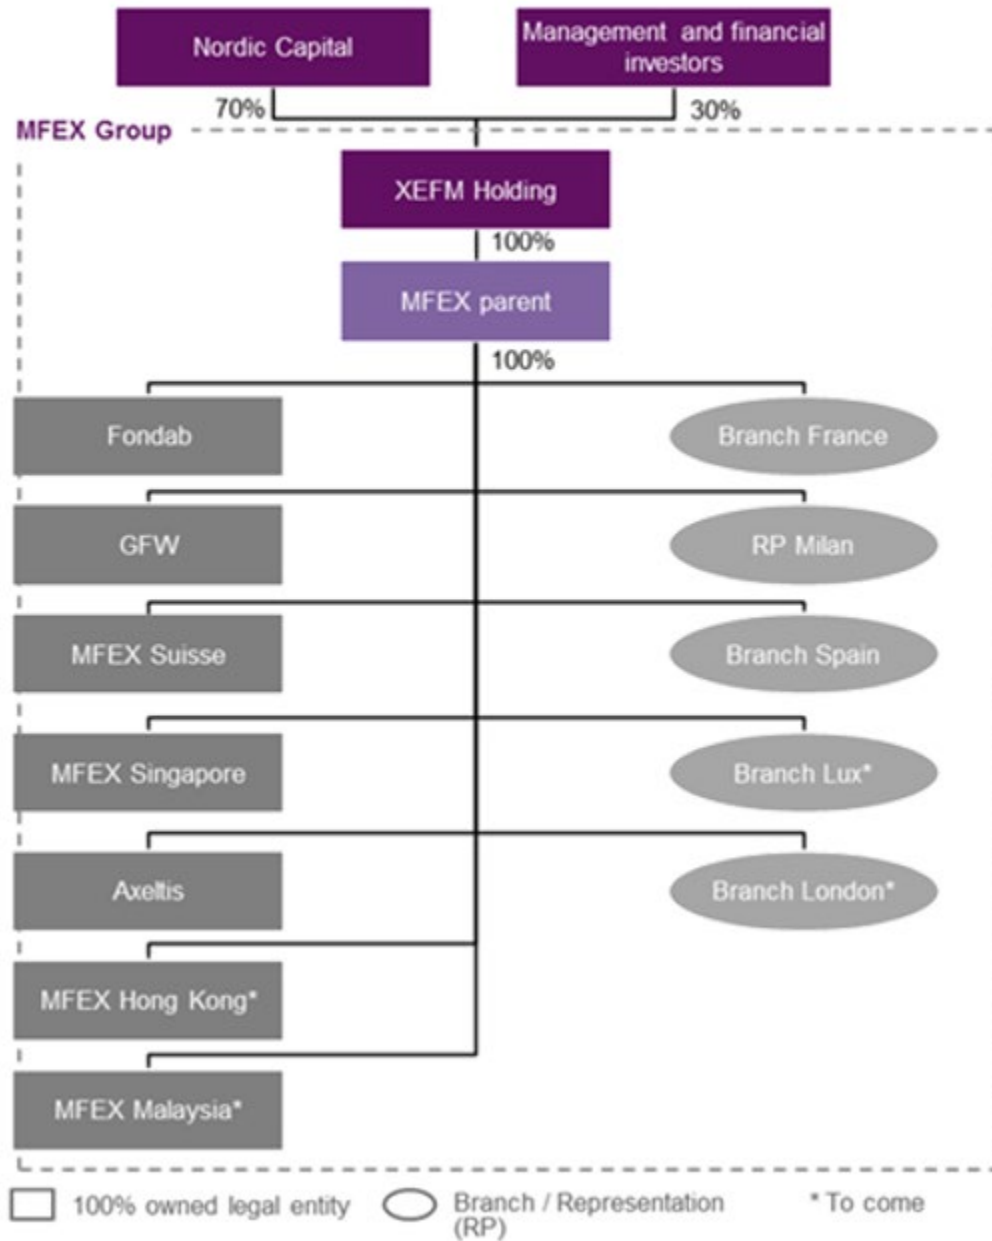 Nordic Capital
Management and financial
investors
70%
30%
MFEX Group
XEFM Holding
100%
MFEX parent
100%
Fondab
Branch France
GFW
RP Milan
MFEX Suisse
Branch Spain
MFEX Singapore
Branch Lux*
Axeltis
Branch London*
MFEX Hong Kong*
MFEX Malaysia*
100% owned legal entity
Branch / Representation
(RP)
* To come